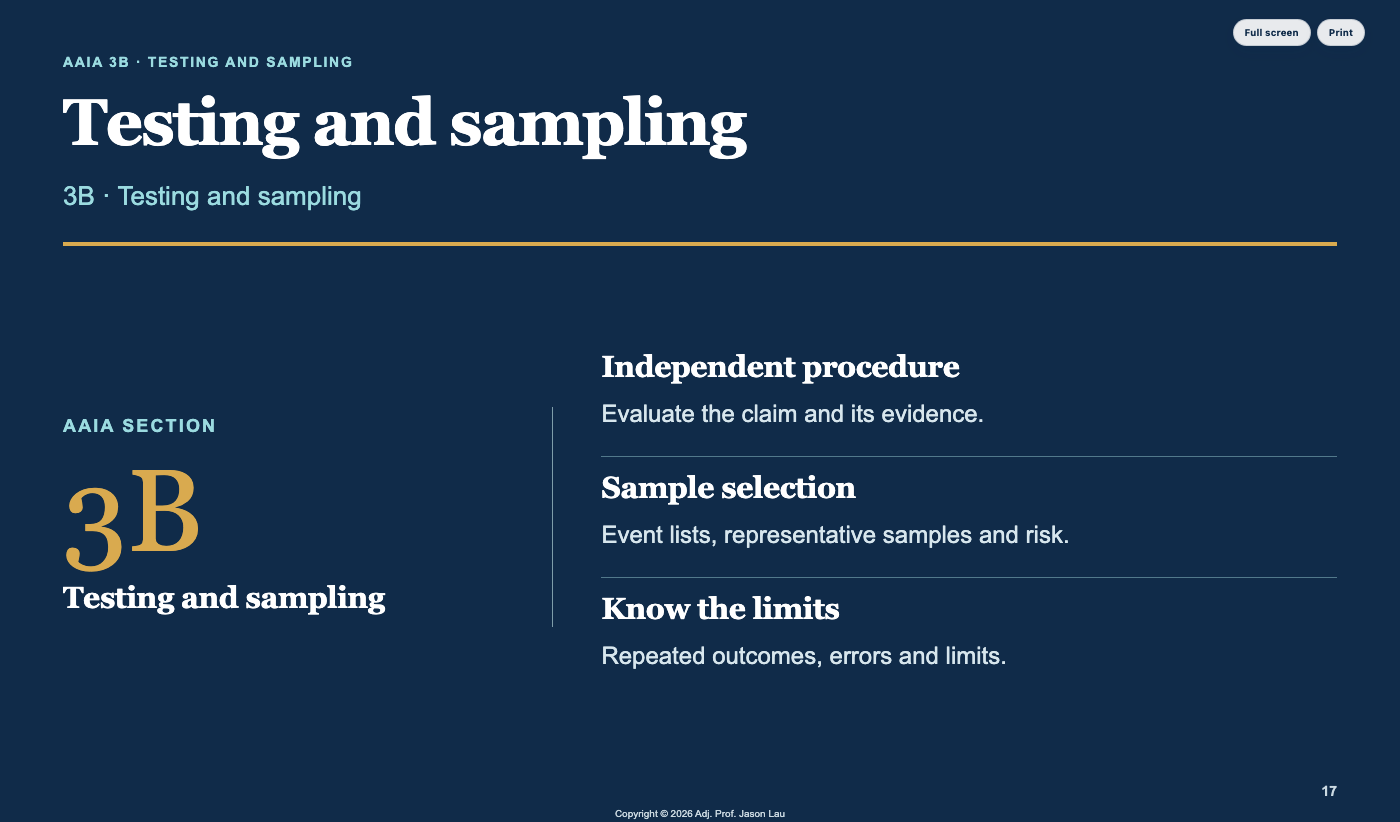 Full screen
Print
AAIA 3B · TESTING AND SAMPLING
Testing and sampling
3B · Testing and sampling
AAIA SECTION
3B
Testing and sampling
Independent procedure
Evaluate the claim and its evidence.
Sample selection
Event lists, representative samples and risk.
Know the limits
Repeated outcomes, errors and limits.
17
Copyright © 2026 Adj. Prof. Jason Lau